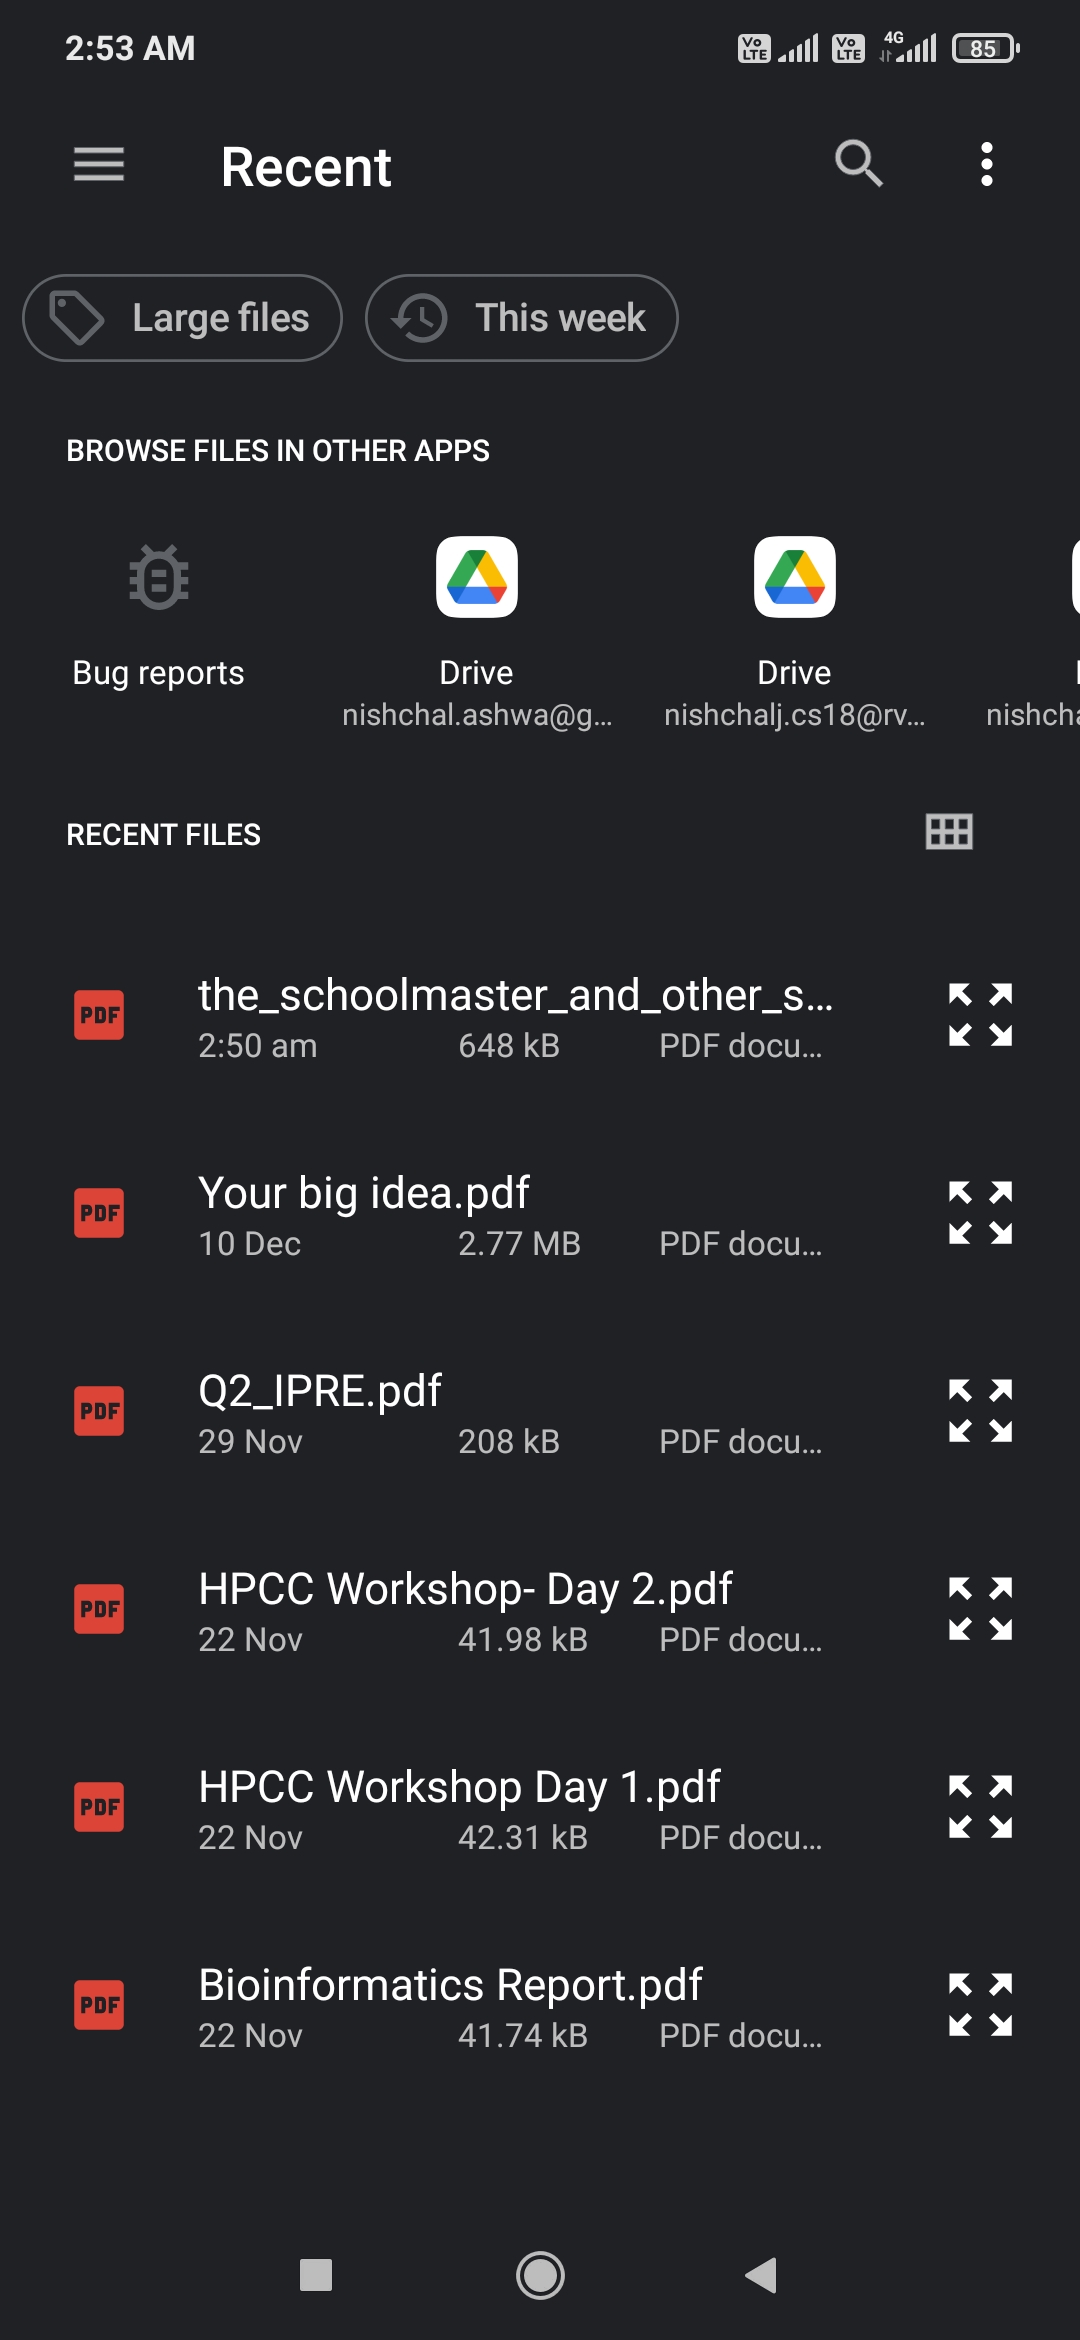 2:53 AM
Vo LTE Vo LTE 4G 85
Recent
Large files This week
BROWSE FILES IN OTHER APPS
Bug reports Drive Drive
nishchal.ashwa@g... nishchalj.cs18@rv... nishcha
RECENT FILES
PDF the_schoolmaster_and_other_s...
2:50 am 648 kB PDF docu...
PDF Your big idea.pdf
10 Dec 2.77 MB PDF docu...
PDF Q2_IPRE.pdf
29 Nov 208 kB PDF docu...
PDF HPCC Workshop- Day 2.pdf
22 Nov 41.98 kB PDF docu...
PDF HPCC Workshop Day 1.pdf
22 Nov 42.31 kB PDF docu...
PDF Bioinformatics Report.pdf
22 Nov 41.74 kB PDF docu...